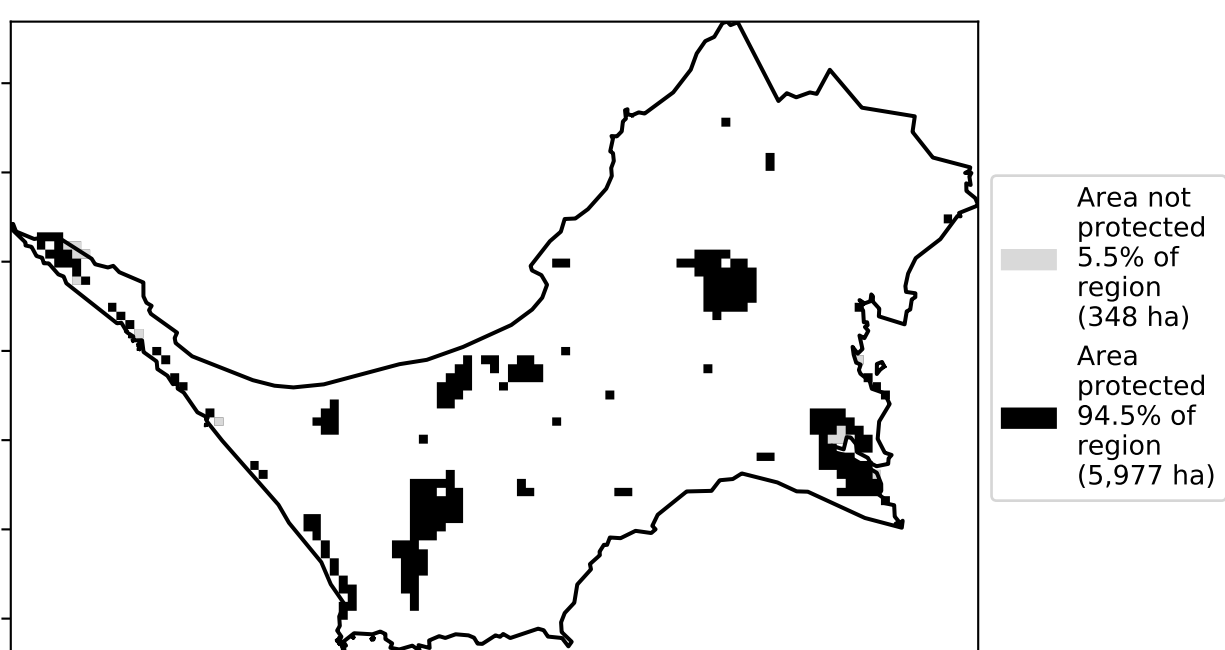 Area not
protected
5.5% of
region
(348 ha)
Area
protected
94.5% of
region
(5,977 ha)